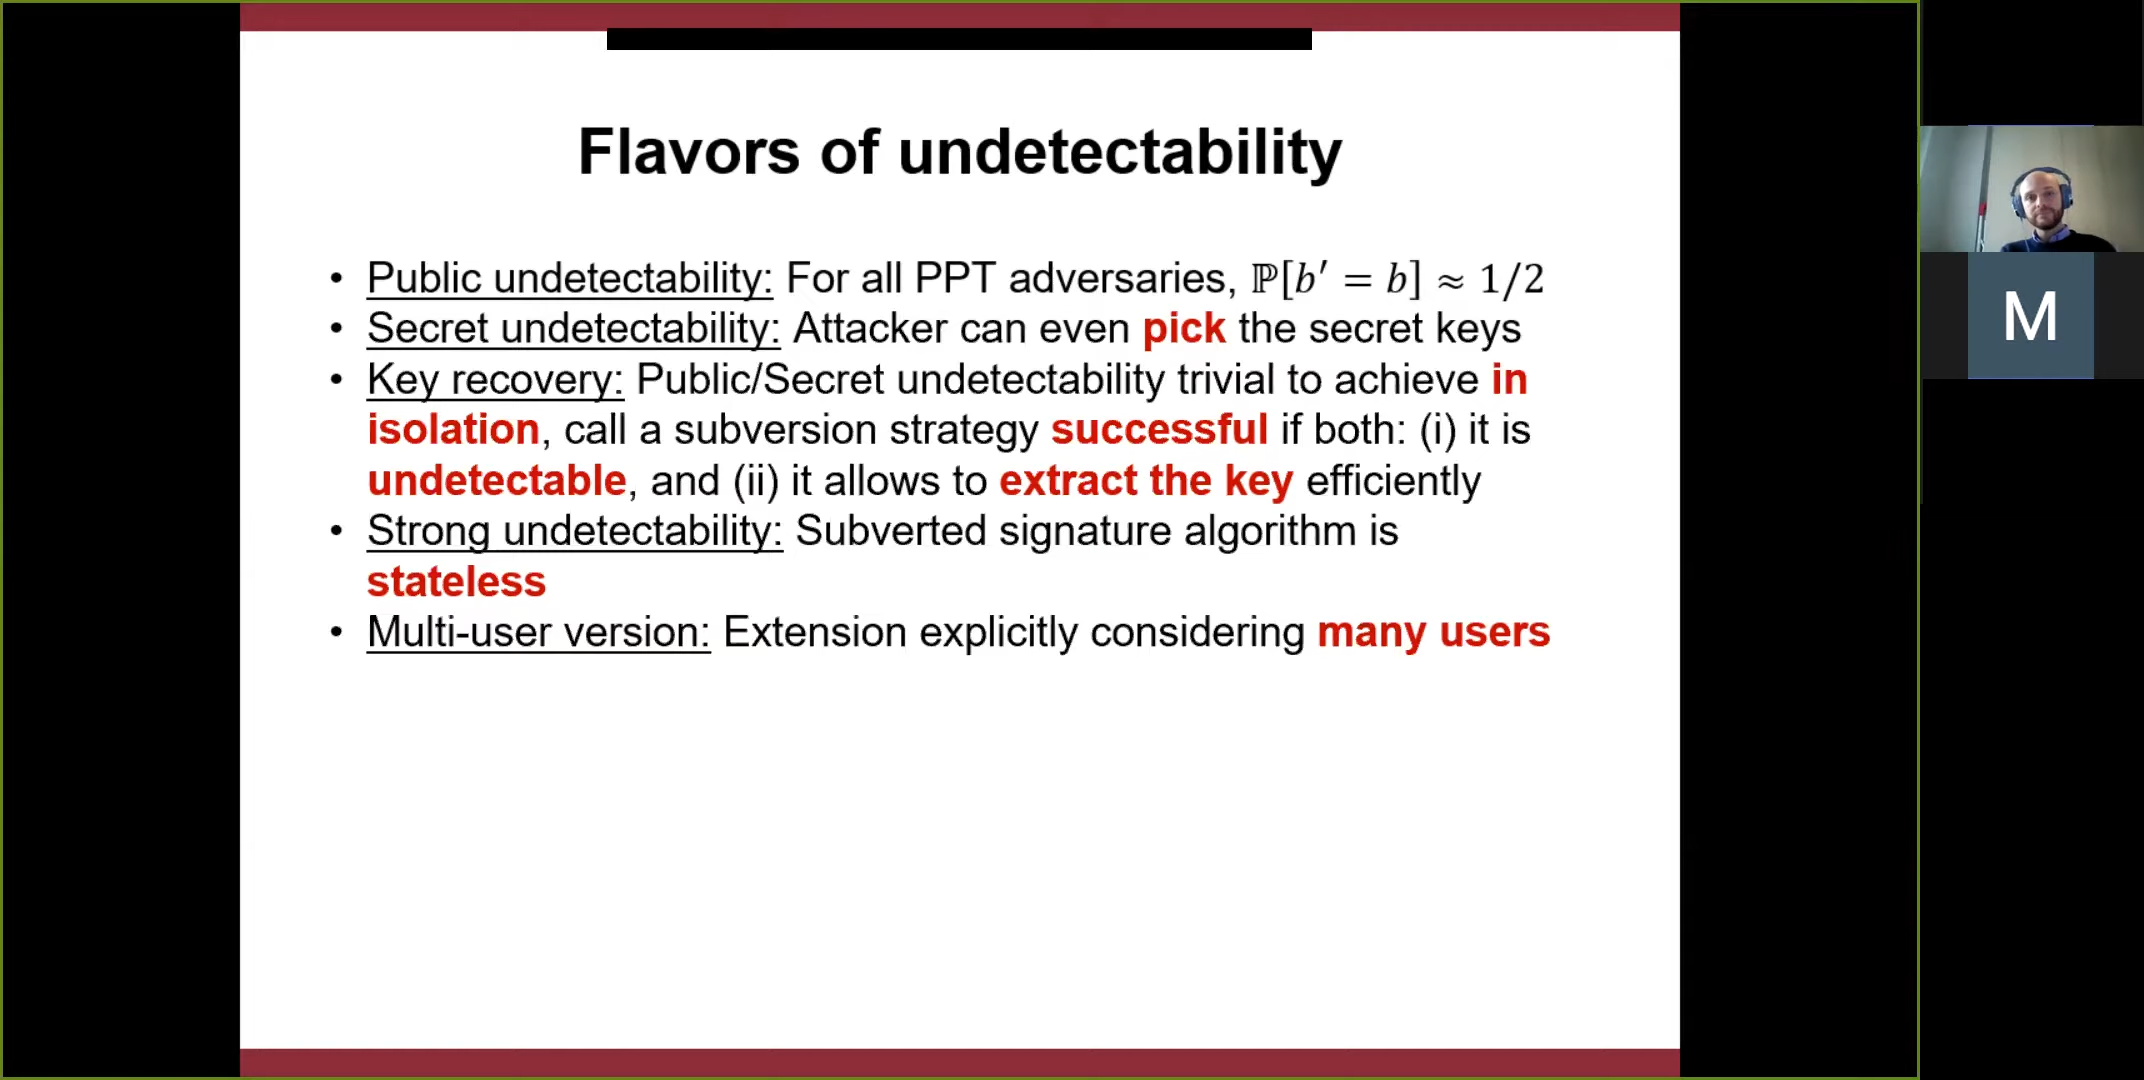 Flavors of undetectability
• Public undetectability: For all PPT adversaries, ℙ[b′ = b] ≈ 1/2
• Secret undetectability: Attacker can even pick the secret keys
• Key recovery: Public/Secret undetectability trivial to achieve in
isolation, call a subversion strategy successful if both: (i) it is
undetectable, and (ii) it allows to extract the key efficiently
• Strong undetectability: Subverted signature algorithm is
stateless
• Multi-user version: Extension explicitly considering many users
M